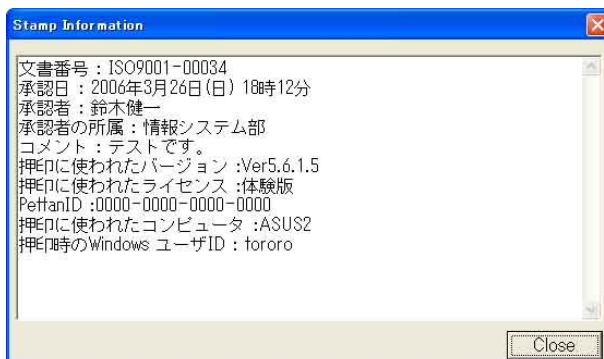 Stamp Information
文書番号：ISO9001-00034
承認日：2006年3月26日(日) 18時12分
承認者：鈴木健一
承認者の所属：情報システム部
コメント：テストです。
押印に使われたバージョン :Ver5.6.1.5
押印に使われたライセンス :体験版
PettanID :0000-0000-0000-0000
押印に使われたコンピュータ :ASUS2
押印時のWindows ユーザID : tororo
Close